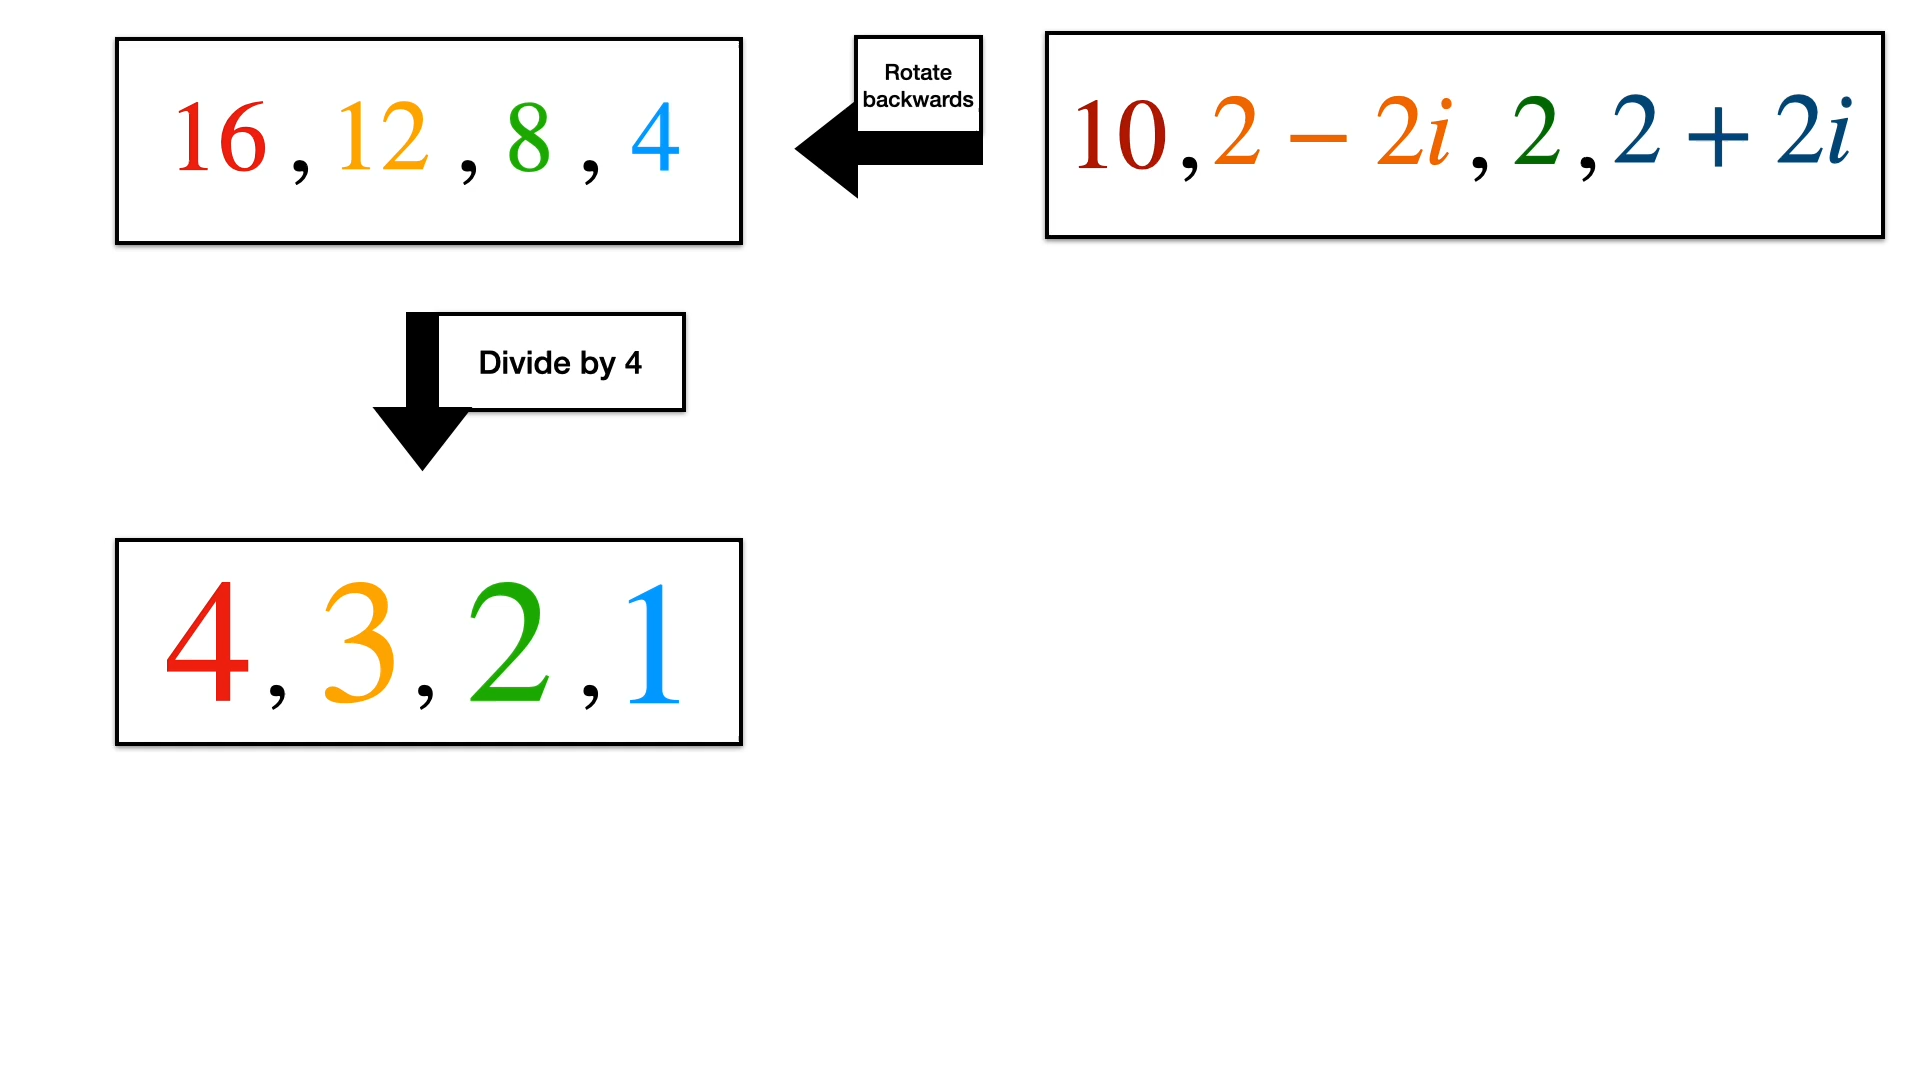 16 , 12 , 8 , 4
Rotate
backwards
10 , 2 − 2i , 2 , 2 + 2i
Divide by 4
4 , 3 , 2 , 1